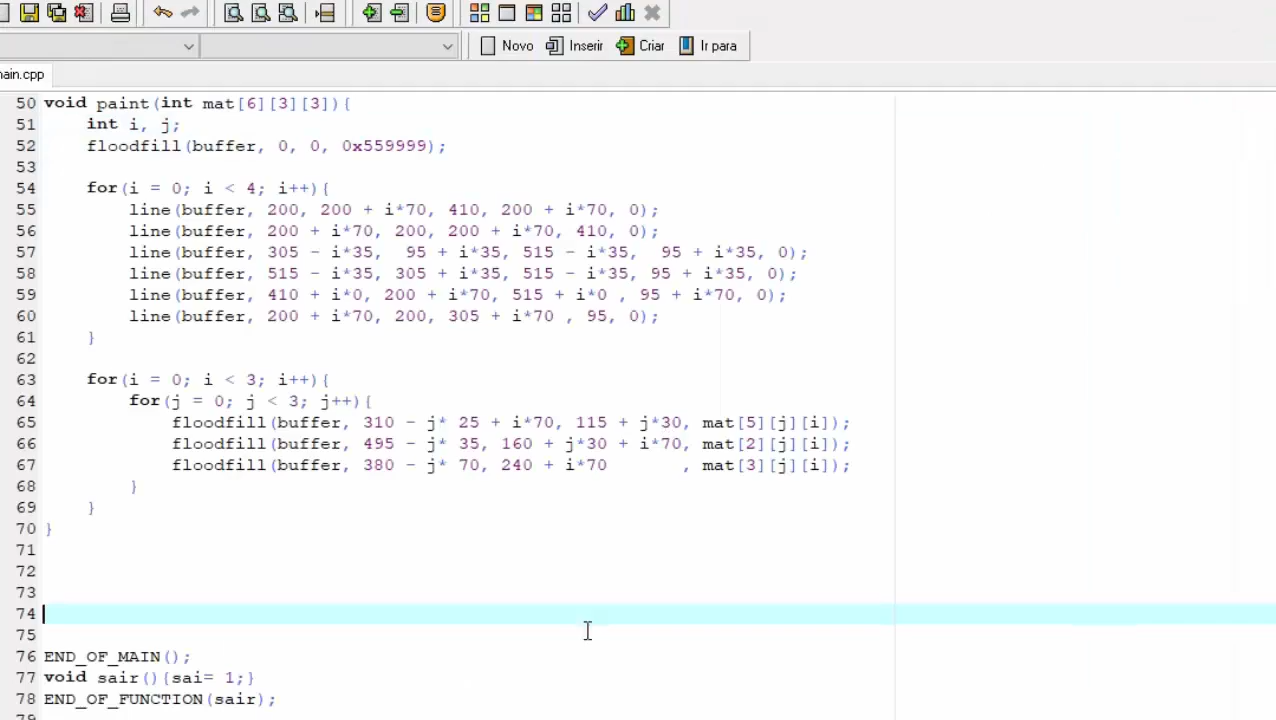 Novo Inserir Criar Ir para
main.cpp
50 void paint(int mat[6][3][3]){
51 int i, j;
52 floodfill(buffer, 0, 0, 0x559999);
53
54 for(i = 0; i < 4; i++){
55 line(buffer, 200, 200 + i*70, 410, 200 + i*70, 0);
56 line(buffer, 200 + i*70, 200, 200 + i*70, 410, 0);
57 line(buffer, 305 - i*35,  95 + i*35, 515 - i*35,  95 + i*35, 0);
58 line(buffer, 515 - i*35, 305 + i*35, 515 - i*35, 95 + i*35, 0);
59 line(buffer, 410 + i*0, 200 + i*70, 515 + i*0 , 95 + i*70, 0);
60 line(buffer, 200 + i*70, 200, 305 + i*70 , 95, 0);
61 }
62
63 for(i = 0; i < 3; i++){
64 for(j = 0; j < 3; j++){
65 floodfill(buffer, 310 - j* 25 + i*70, 115 + j*30, mat[5][j][i]);
66 floodfill(buffer, 495 - j* 35, 160 + j*30 + i*70, mat[2][j][i]);
67 floodfill(buffer, 380 - j* 70, 240 + i*70       , mat[3][j][i]);
68 }
69 }
70 }
71
72
73
74
75
76 END_OF_MAIN();
77 void sair(){sai= 1;}
78 END_OF_FUNCTION(sair);
79